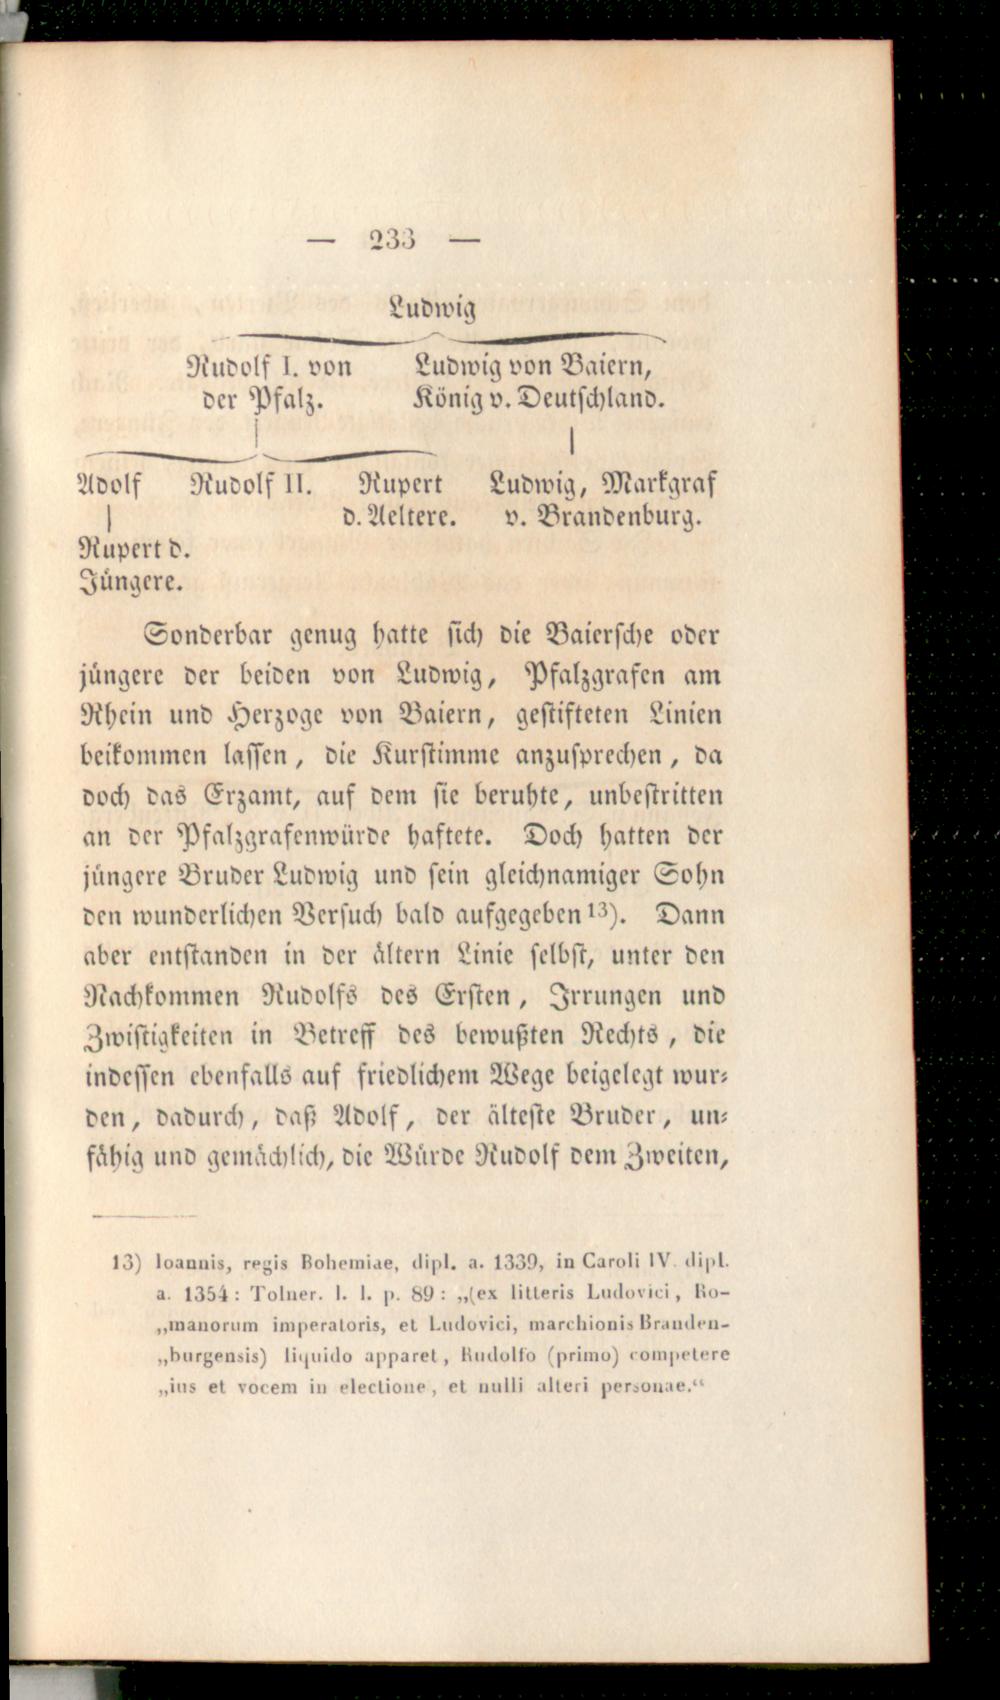 — 233 —
Ludwig
Rudolf I. von Ludwig von Baiern,
der Pfalz. König v. Deutschland.
Adolf Rudolf II. Rupert Ludwig, Markgraf
d. Aeltere. v. Brandenburg.
Rupert d.
Jüngere.
Sonderbar genug hatte sich die Baiersche oder
jüngere der beiden von Ludwig, Pfalzgrafen am
Rhein und Herzoge von Baiern, gestifteten Linien
beikommen lassen, die Kurstimme anzusprechen, da
doch das Erzamt, auf dem sie beruhte, unbestritten
an der Pfalzgrafenwürde haftete. Doch hatten der
jüngere Bruder Ludwig und sein gleichnamiger Sohn
den wunderlichen Versuch bald aufgegeben 13). Dann
aber entstanden in der ältern Linie selbst, unter den
Nachkommen Rudolfs des Ersten, Irrungen und
Zwistigkeiten in Betreff des bewußten Rechts, die
indessen ebenfalls auf friedlichem Wege beigelegt wur-
den, dadurch, daß Adolf, der älteste Bruder, un-
fähig und gemächlich, die Würde Rudolf dem Zweiten,
13) Ioannis, regis Bohemiae, dipl. a. 1339, in Caroli IV. dipl.
a. 1354: Tolner. l. l. p. 89: „(ex litteris Ludovici, Ro-
„manorum imperatoris, et Ludovici, marchionis Branden-
„burgensis) liquido apparet, Rudolfo (primo) competere
„ius et vocem in electione, et nulli alteri personae.“